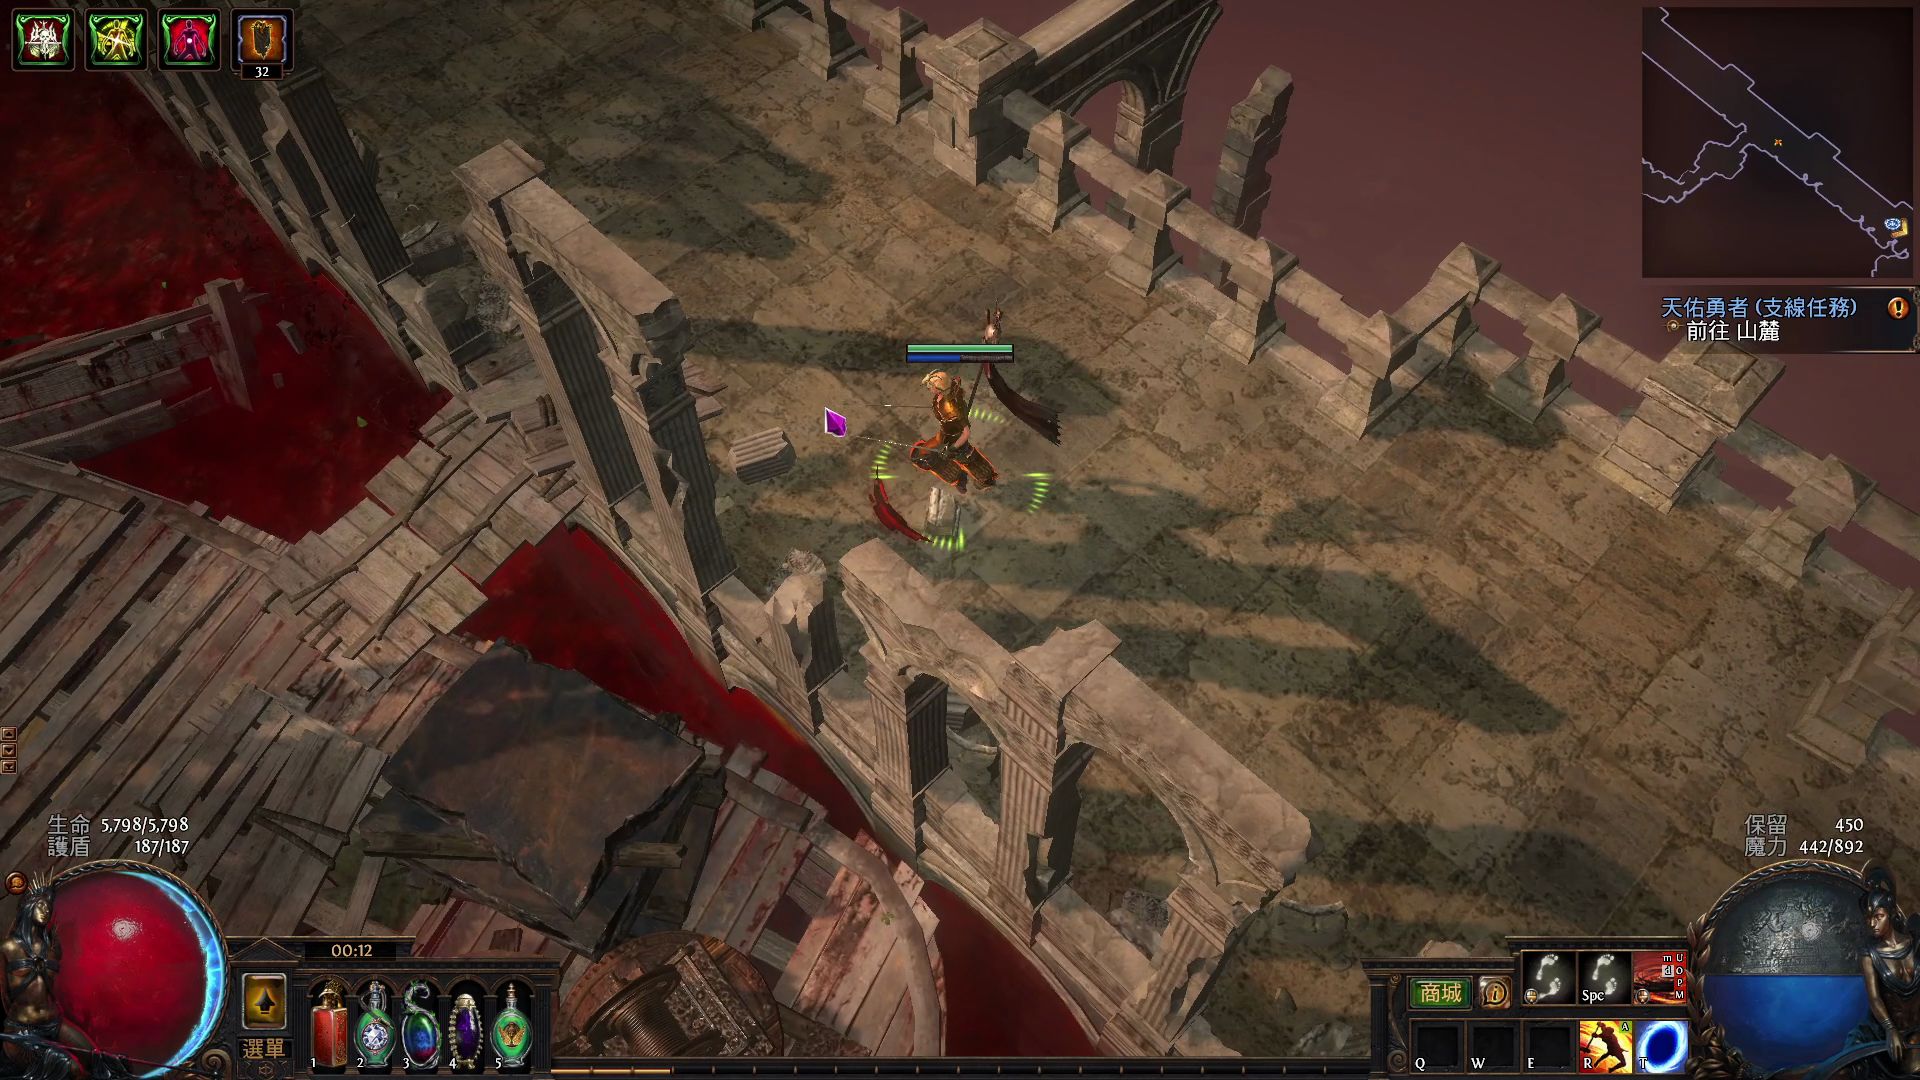 32
天佑勇者 (支線任務)
前往 山麓
生命 5,798/5,798
護盾 187/187
保留 450
魔力 442/892
00:12
選單
1 2 3 4 5
商城
Spc
m U
d O
P
M
Q W E R A T